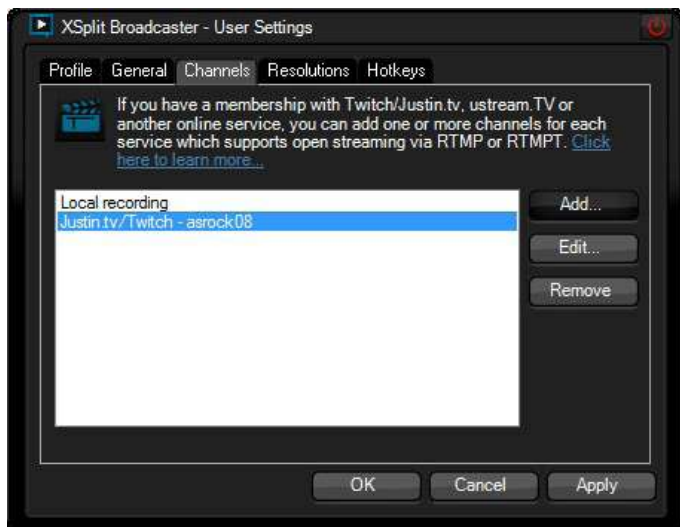 XSplit Broadcaster - User Settings
Profile General Channels Resolutions Hotkeys
If you have a membership with Twitch/Justin.tv, ustream.TV or
another online service, you can add one or more channels for each
service which supports open streaming via RTMP or RTMPT. Click
here to learn more...
Local recording
Justin.tv/Twitch - asrock08
Add...
Edit...
Remove
OK Cancel Apply